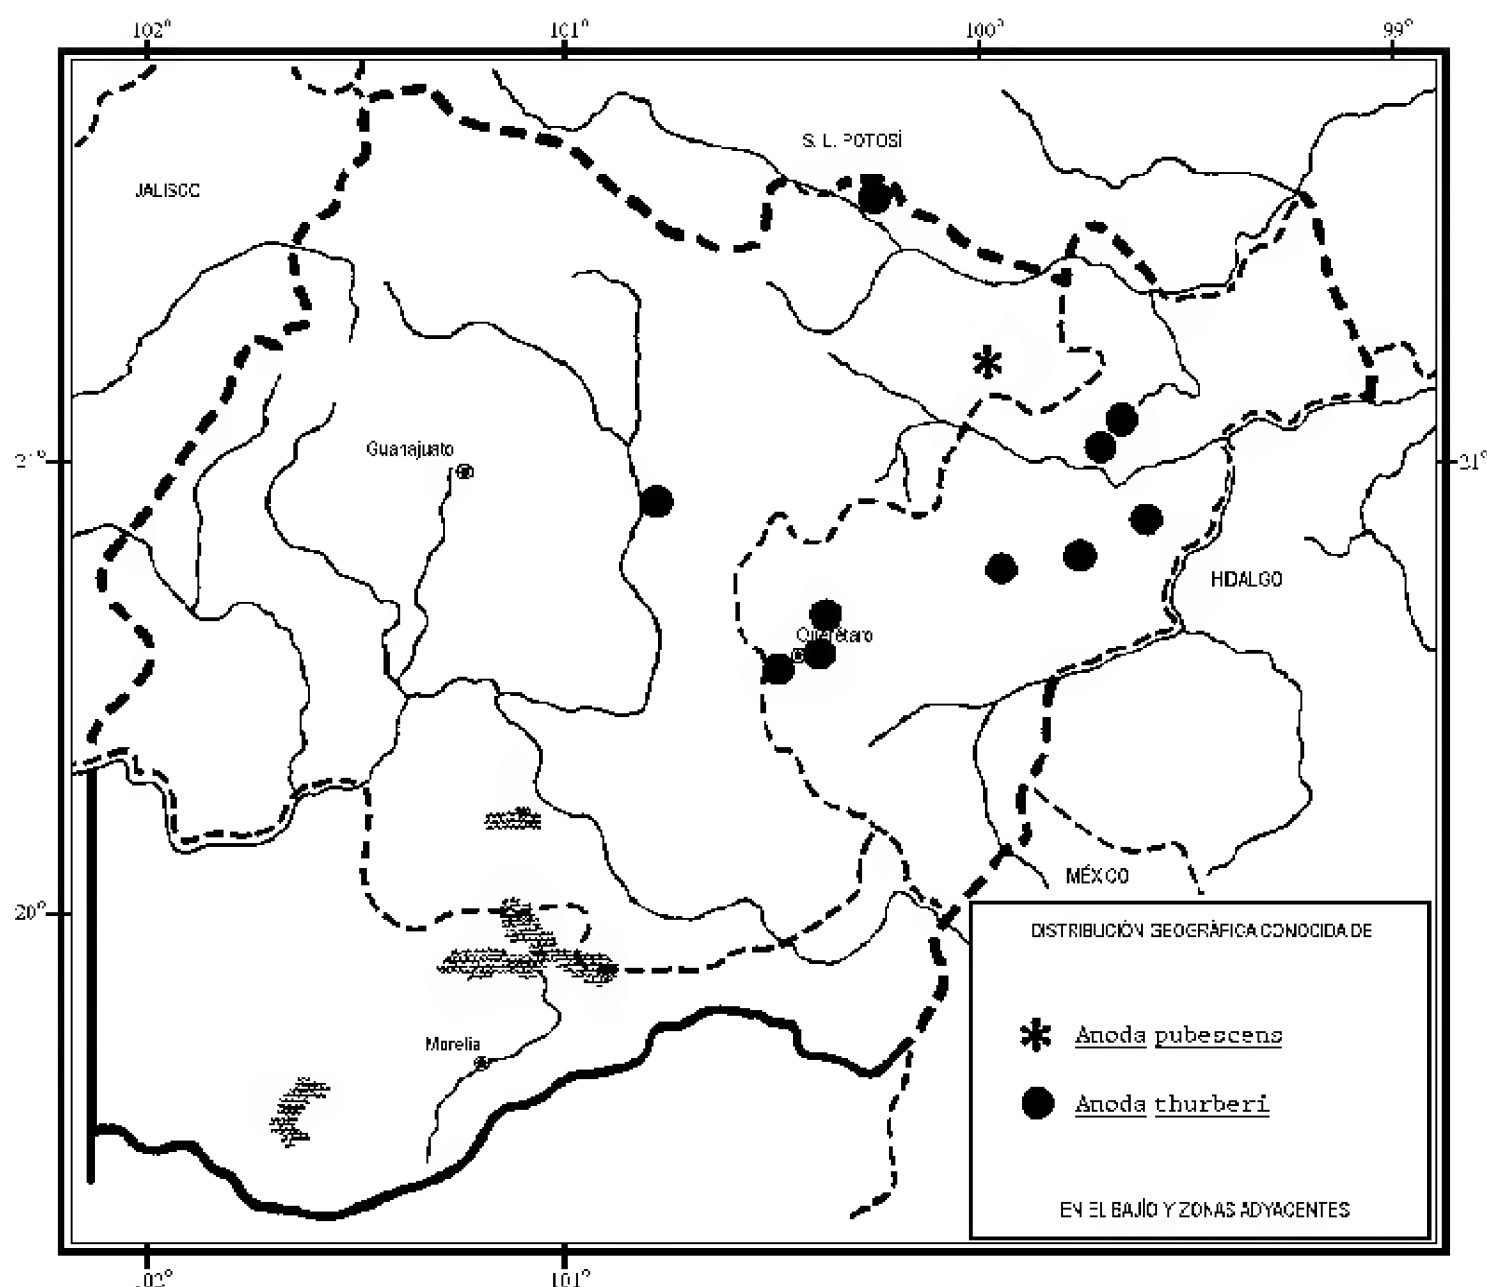 102° 101° 100° 99°
S. L. POTOSÍ
JALISCO
Guanajuato
21° 21°
HIDALGO
Querétaro
MÉXICO
20°
DISTRIBUCIÓN GEOGRÁFICA CONOCIDA DE
Anoda pubescens
Morelia
Anoda thurberi
EN EL BAJÍO Y ZONAS ADYACENTES
102° 101°